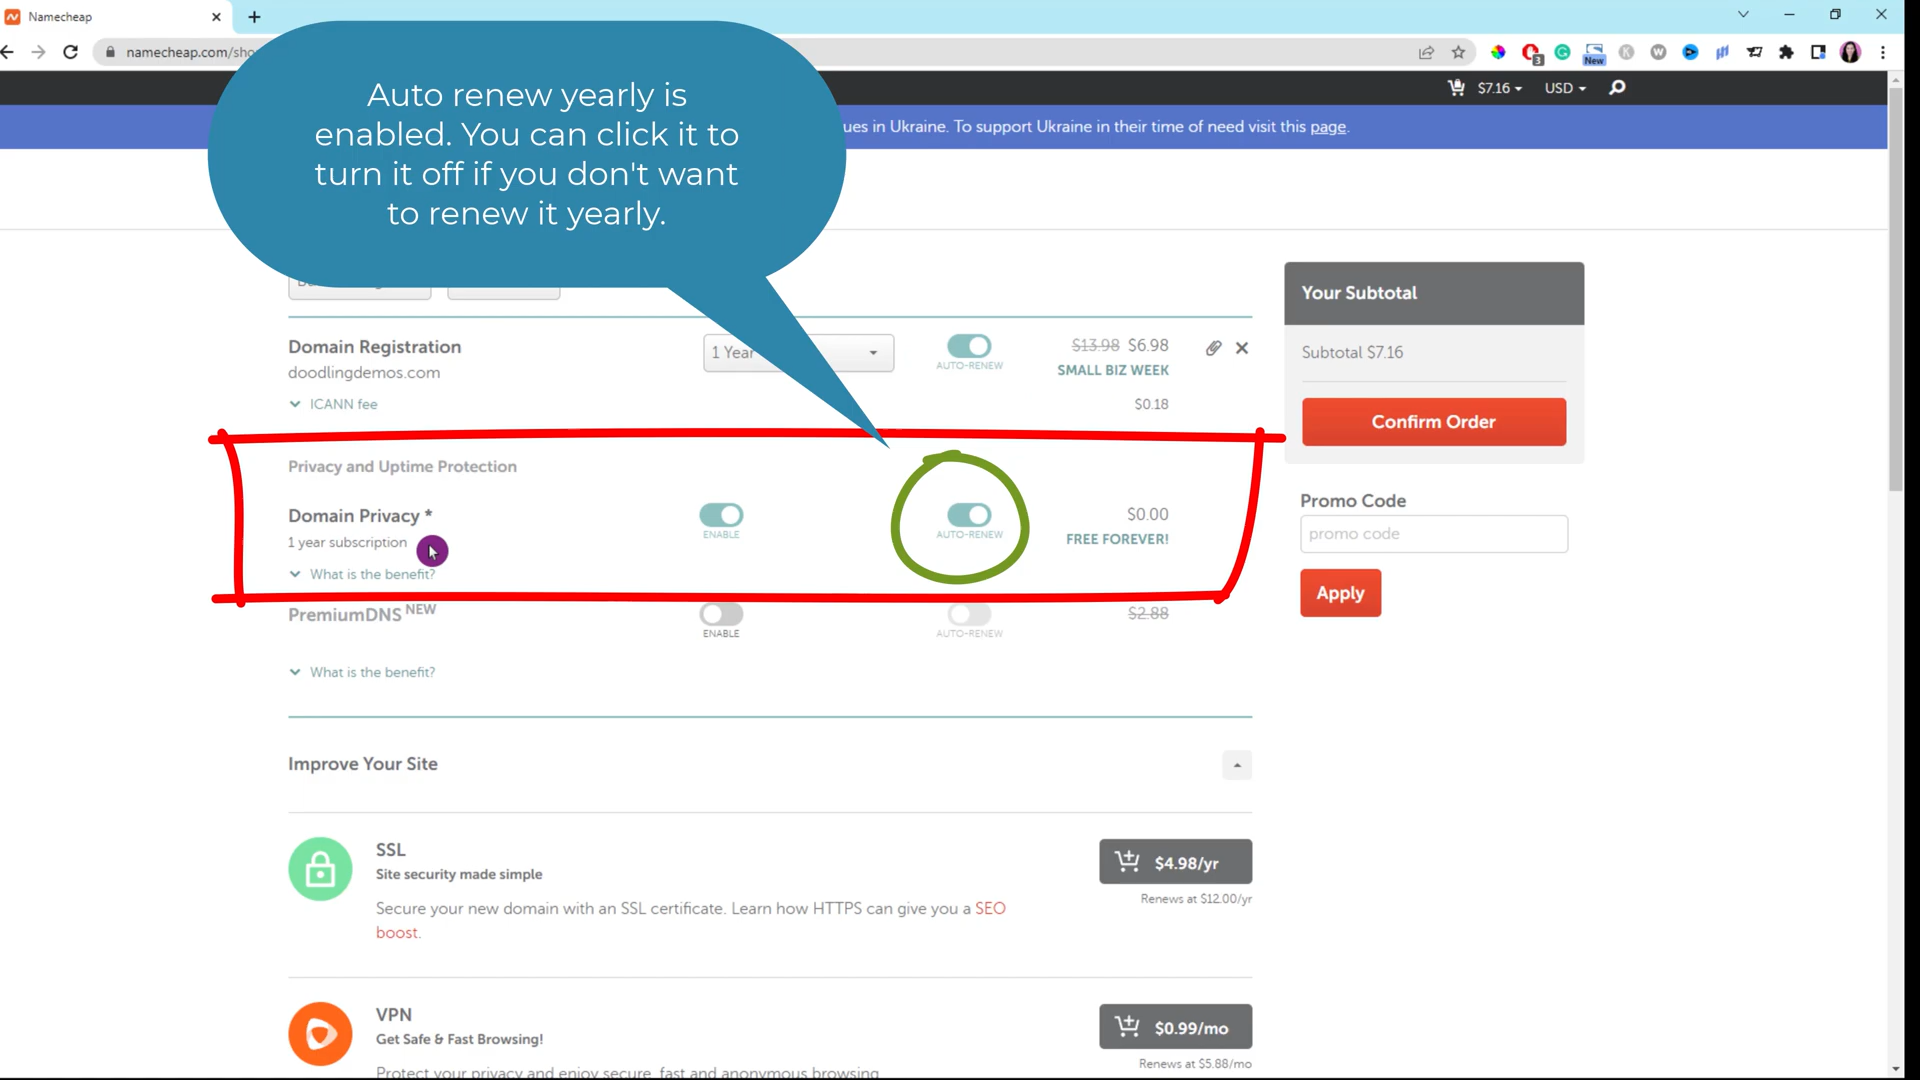 Namecheap
namecheap.com/sho
3
New
$7.16
USD
ues in Ukraine. To support Ukraine in their time of need visit this page.
Auto renew yearly is
enabled. You can click it to
turn it off if you don't want
to renew it yearly.
Domain Registration
doodlingdemos.com
1 Year
AUTO-RENEW
$13.98 $6.98
SMALL BIZ WEEK
ICANN fee
$0.18
Privacy and Uptime Protection
Domain Privacy *
1 year subscription
ENABLE
AUTO-RENEW
$0.00
FREE FOREVER!
What is the benefit?
PremiumDNS NEW
ENABLE
AUTO-RENEW
$2.88
What is the benefit?
Improve Your Site
SSL
Site security made simple
Secure your new domain with an SSL certificate. Learn how HTTPS can give you a SEO
boost.
$4.98/yr
Renews at $12.00/yr
VPN
Get Safe & Fast Browsing!
Protect your privacy and enjoy secure, fast and anonymous browsing
$0.99/mo
Renews at $5.88/mo
Your Subtotal
Subtotal $7.16
Confirm Order
Promo Code
promo code
Apply